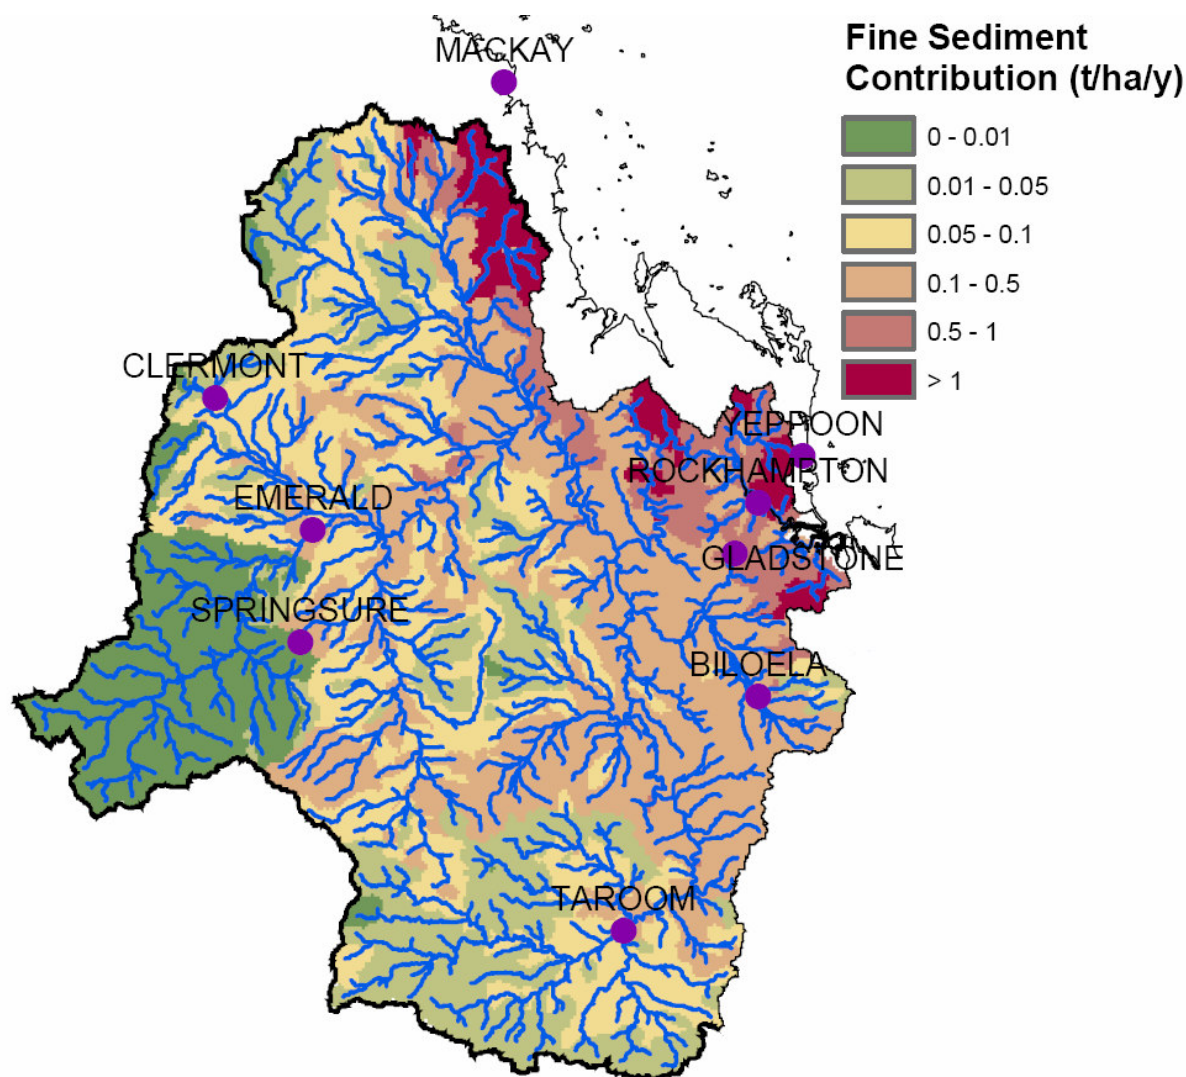 MACKAY
Fine Sediment
Contribution (t/ha/y)
0 - 0.01
0.01 - 0.05
0.05 - 0.1
0.1 - 0.5
0.5 - 1
> 1
CLERMONT
YEPPOON
ROCKHAMPTON
EMERALD
GLADSTONE
SPRINGSURE
BILOELA
TAROOM